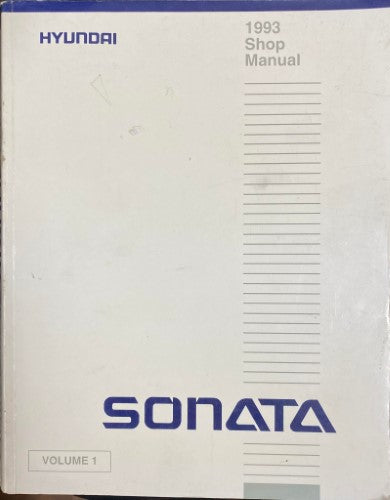 HYUNDAI
1993
Shop
Manual
SONATA
VOLUME 1